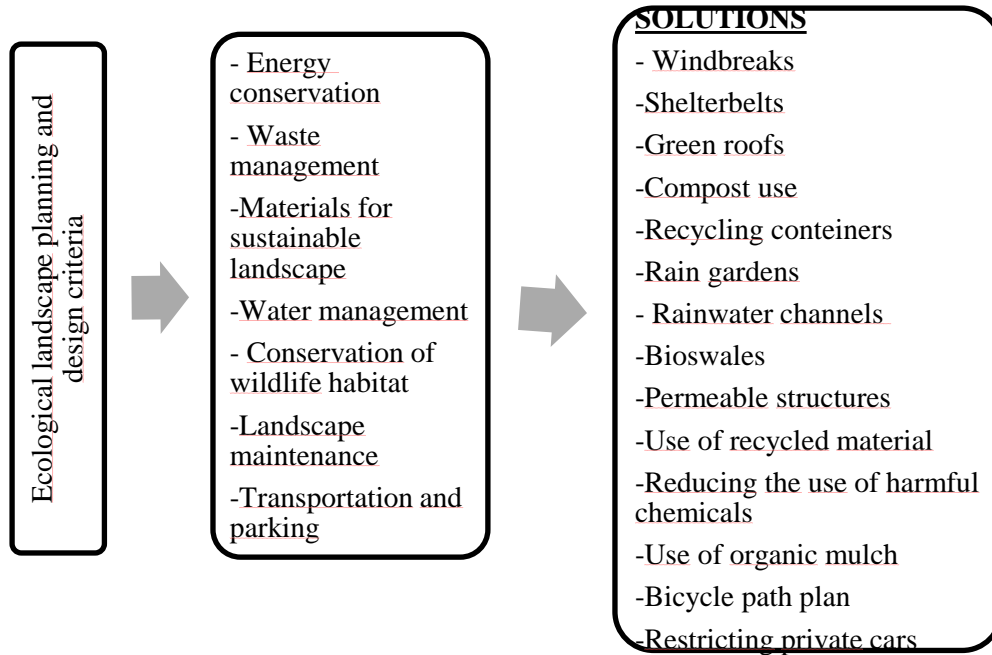 Ecological landscape planning and
design criteria
- Energy
conservation
- Waste
management
-Materials for
sustainable
landscape
-Water management
- Conservation of
wildlife habitat
-Landscape
maintenance
-Transportation and
parking
SOLUTIONS
- Windbreaks
-Shelterbelts
-Green roofs
-Compost use
-Recycling conteiners
-Rain gardens
- Rainwater channels
-Bioswales
-Permeable structures
-Use of recycled material
-Reducing the use of harmful
chemicals
-Use of organic mulch
-Bicycle path plan
-Restricting private cars